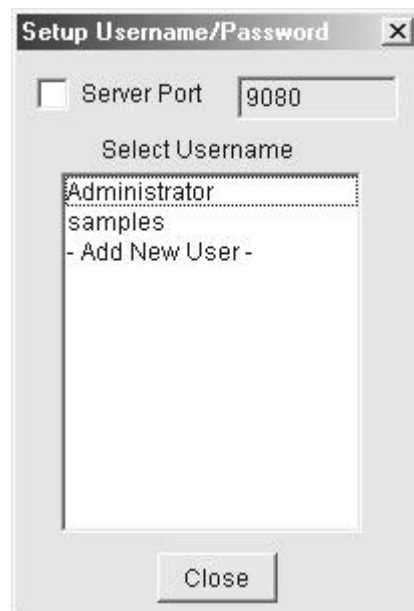 Setup Username/Password
Server Port 9080
Select Username
Administrator
samples
- Add New User -
Close